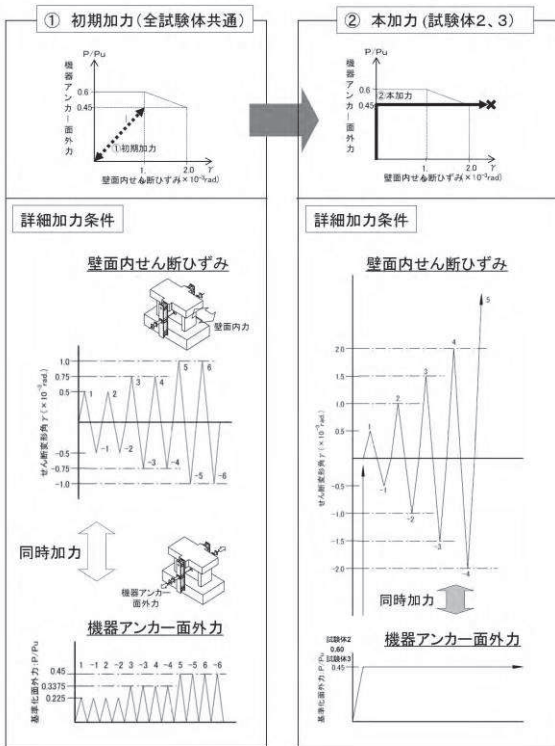 ① 初期加力(全試験体共通)
P/Pu
機器アンカー面外力
0.6
0.45
①初期加力
1.
2.0
γ
壁面内せん断ひずみ×10⁻³rad)
詳細加力条件
壁面内せん断ひずみ
壁面内力
せん断変形角γ(×10⁻³rad.)
1.0
0.75
0.5
-0.5
-0.75
-1.0
1 2 3 4 5 6
-1 -2 -3 -4 -5 -6
同時加力
機器アンカー
面外力
機器アンカー面外力
基準化面外力:P/Pu
0.45
0.3375
0.225
1 -1 2 -2 3 -3 4 -4 5 -5 6 -6
② 本加力(試験体2、3)
P/Pu
機器アンカー面外力
0.6
0.45
②本加力
1.
2.0
γ
壁面内せん断ひずみ×10⁻³rad)
詳細加力条件
壁面内せん断ひずみ
せん断変形角γ(×10⁻³rad.)
2.0
1.5
1.0
0.5
-0.5
-1.0
-1.5
-2.0
1 2 3 4 5
-1 -2 -3 -4
同時加力
機器アンカー面外力
試験体2
0.60
試験体3
0.45
基準化面外力:P/Pu